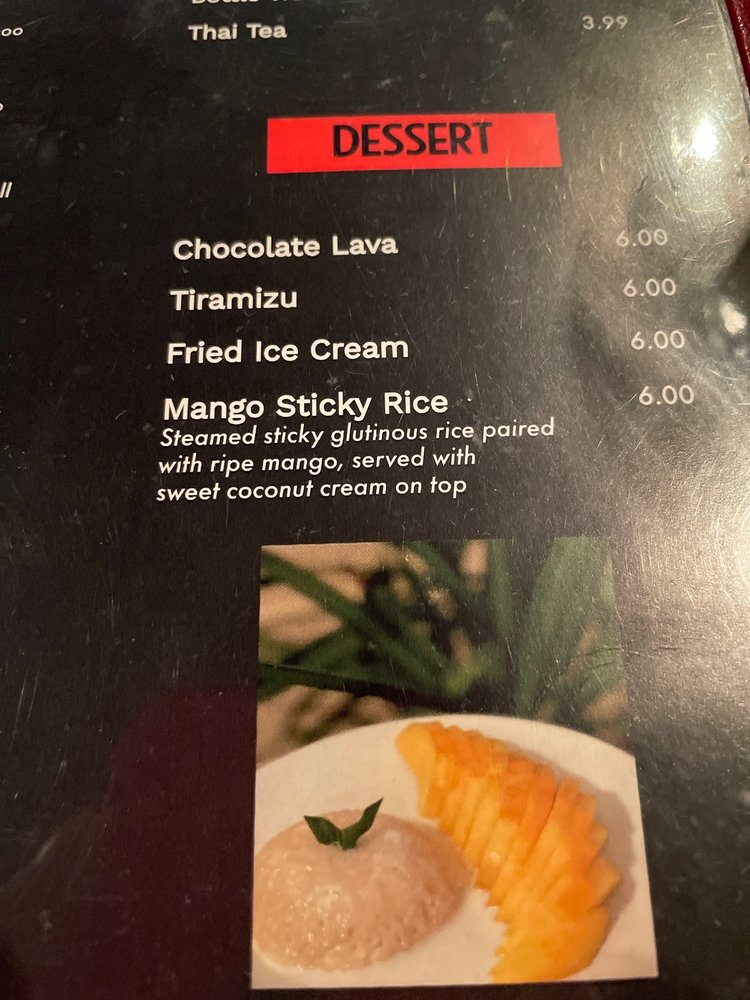 Thai Tea 3.99
DESSERT
Chocolate Lava 6.00
Tiramizu 6.00
Fried Ice Cream 6.00
Mango Sticky Rice 6.00
Steamed sticky glutinous rice paired
with ripe mango, served with
sweet coconut cream on top